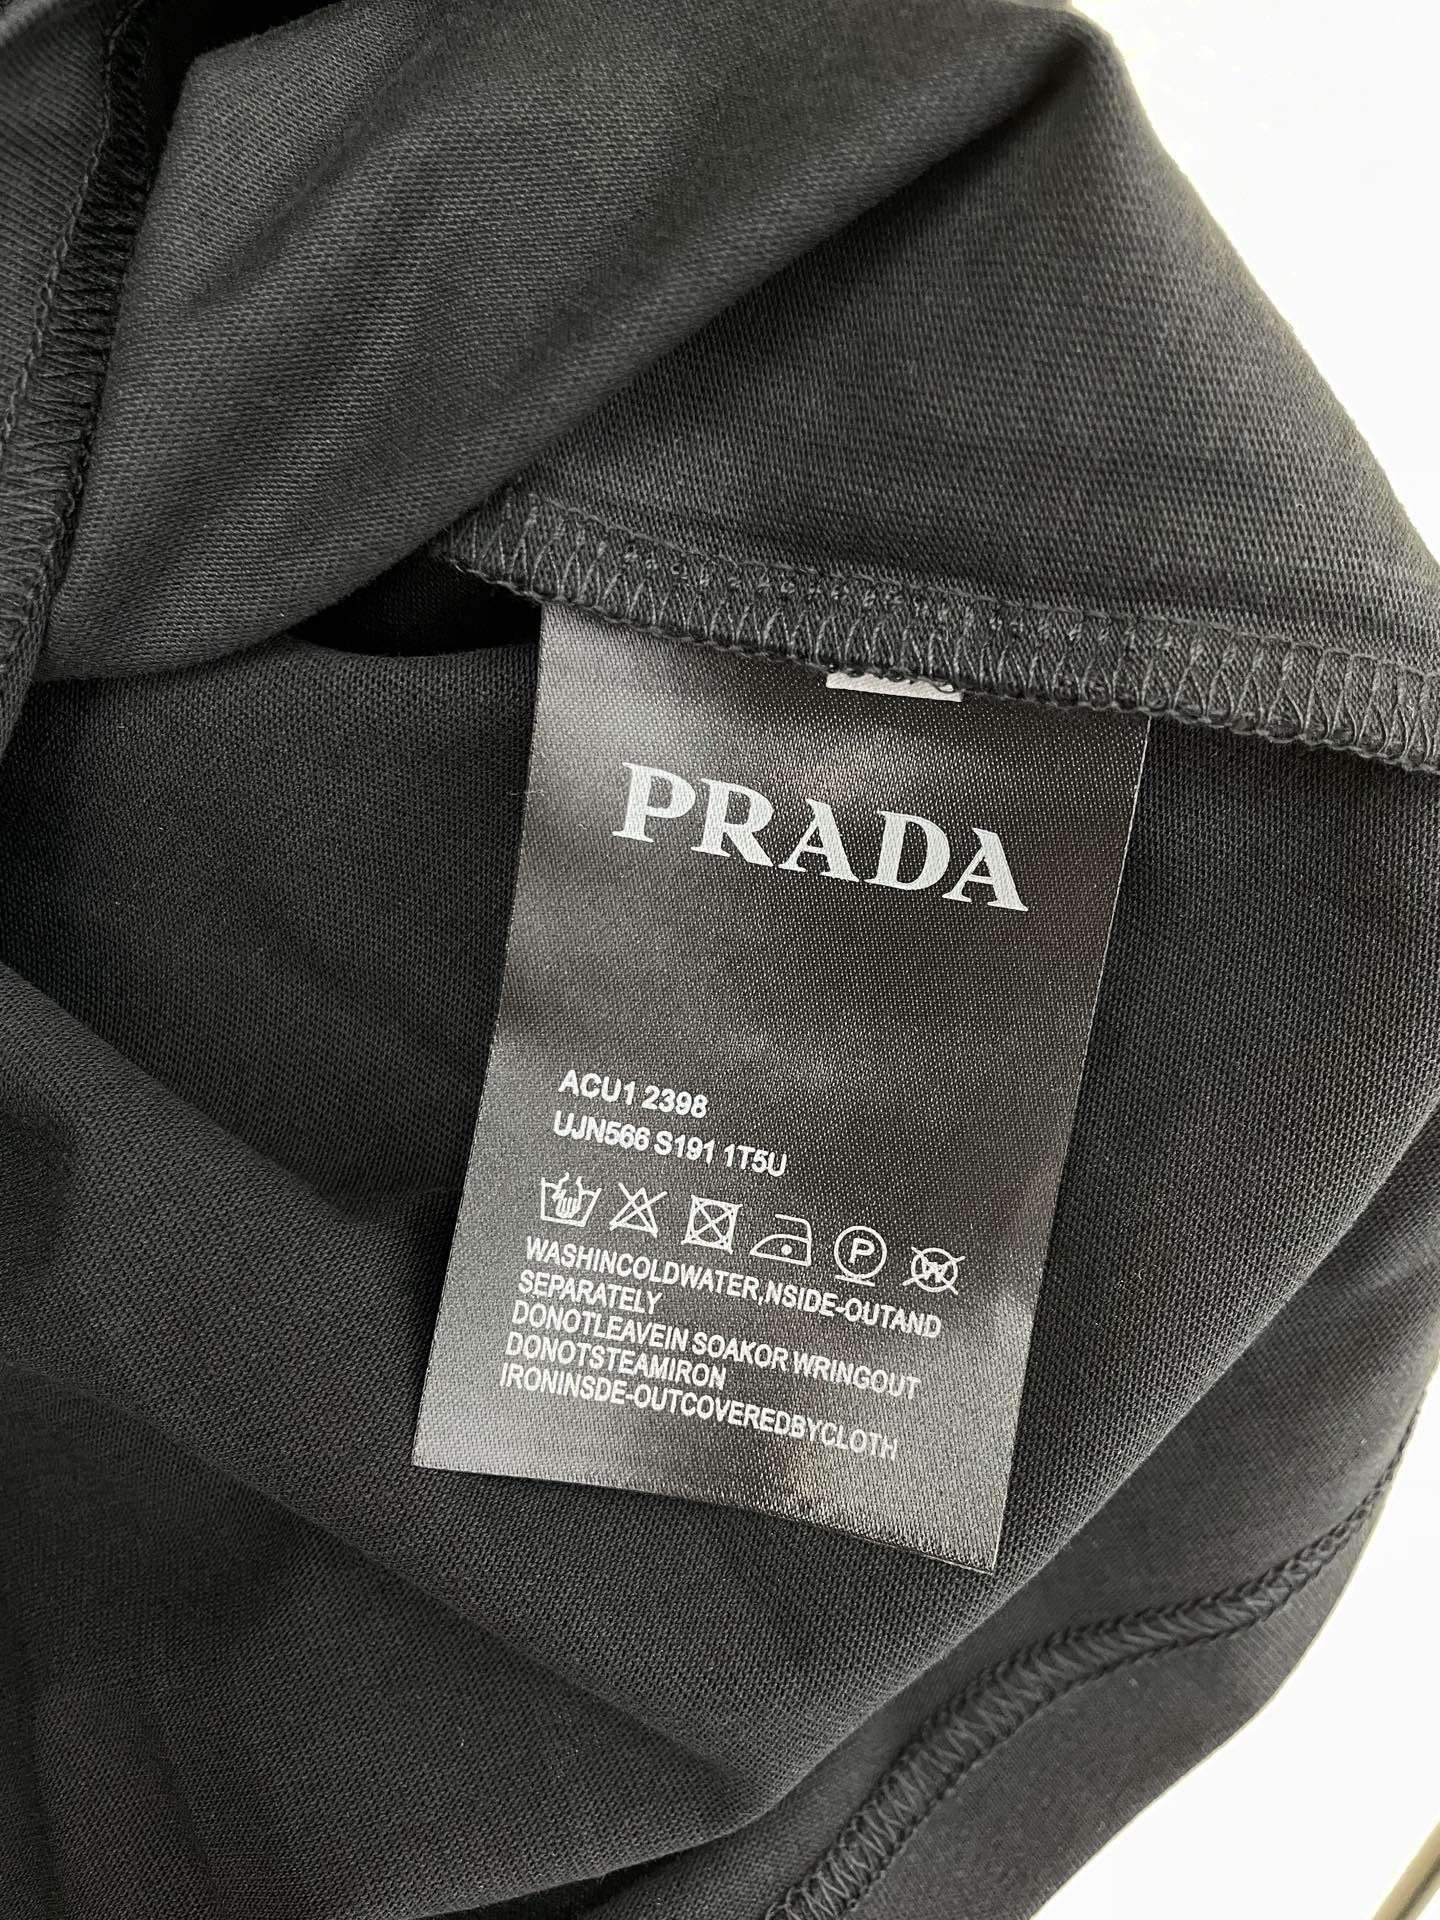 PRADA
ACU1 2398
UJN566 S191 1T5U
P W
WASHINCOLDWATER,NSIDE-OUTAND
SEPARATELY
DONOTLEAVEIN SOAKOR WRINGOUT
DONOTSTEAMIRON
IRONINSDE-OUTCOVEREDBYCLOTH